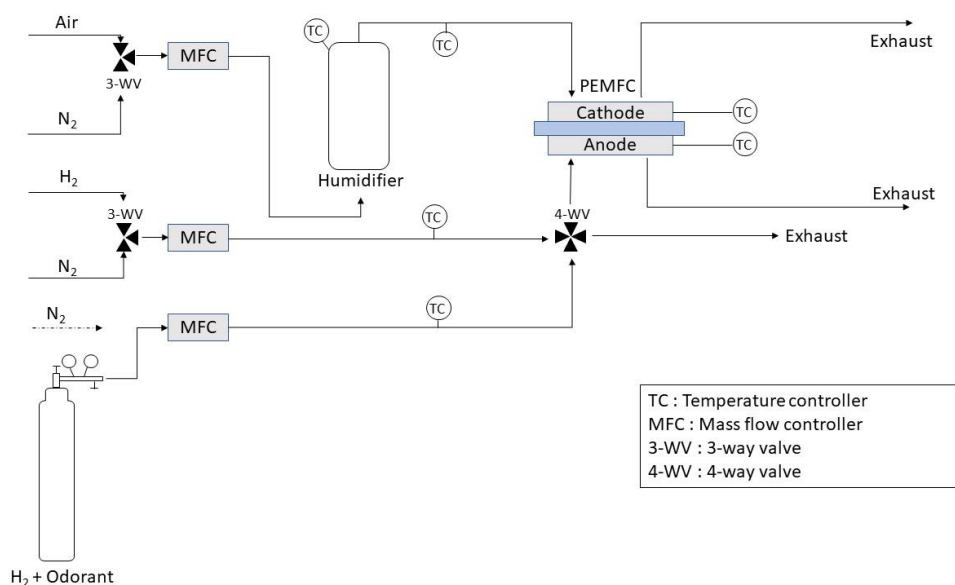 Air
3-WV
N₂
MFC
TC
TC
Humidifier
PEMFC
Cathode
Anode
TC
TC
Exhaust
Exhaust
H₂
3-WV
N₂
MFC
TC
4-WV
Exhaust
N₂
MFC
TC
H₂ + Odorant
TC : Temperature controller
MFC : Mass flow controller
3-WV : 3-way valve
4-WV : 4-way valve